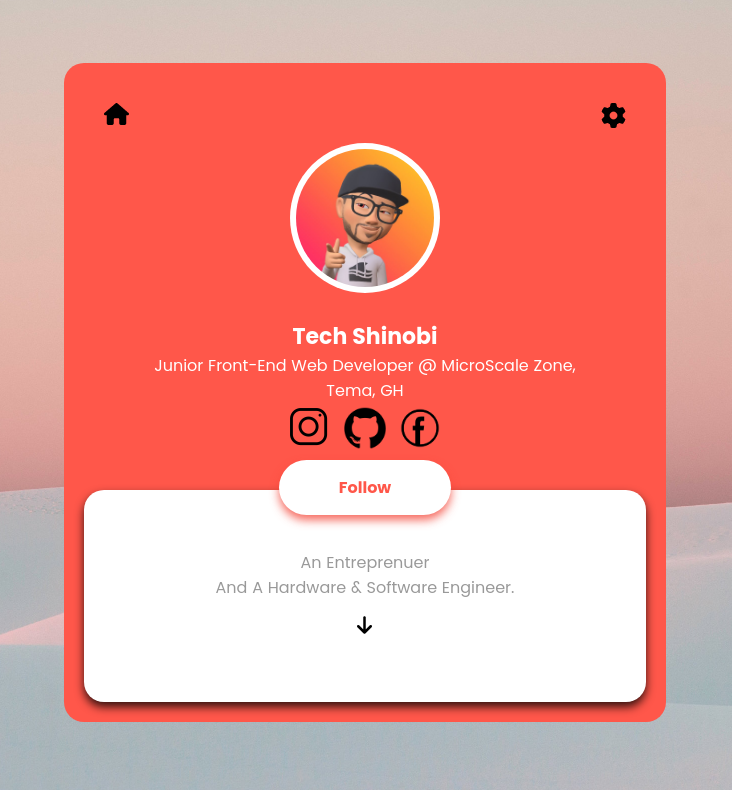 Tech Shinobi
Junior Front-End Web Developer @ MicroScale Zone,
Tema, GH
Follow
An Entreprenuer
And A Hardware & Software Engineer.